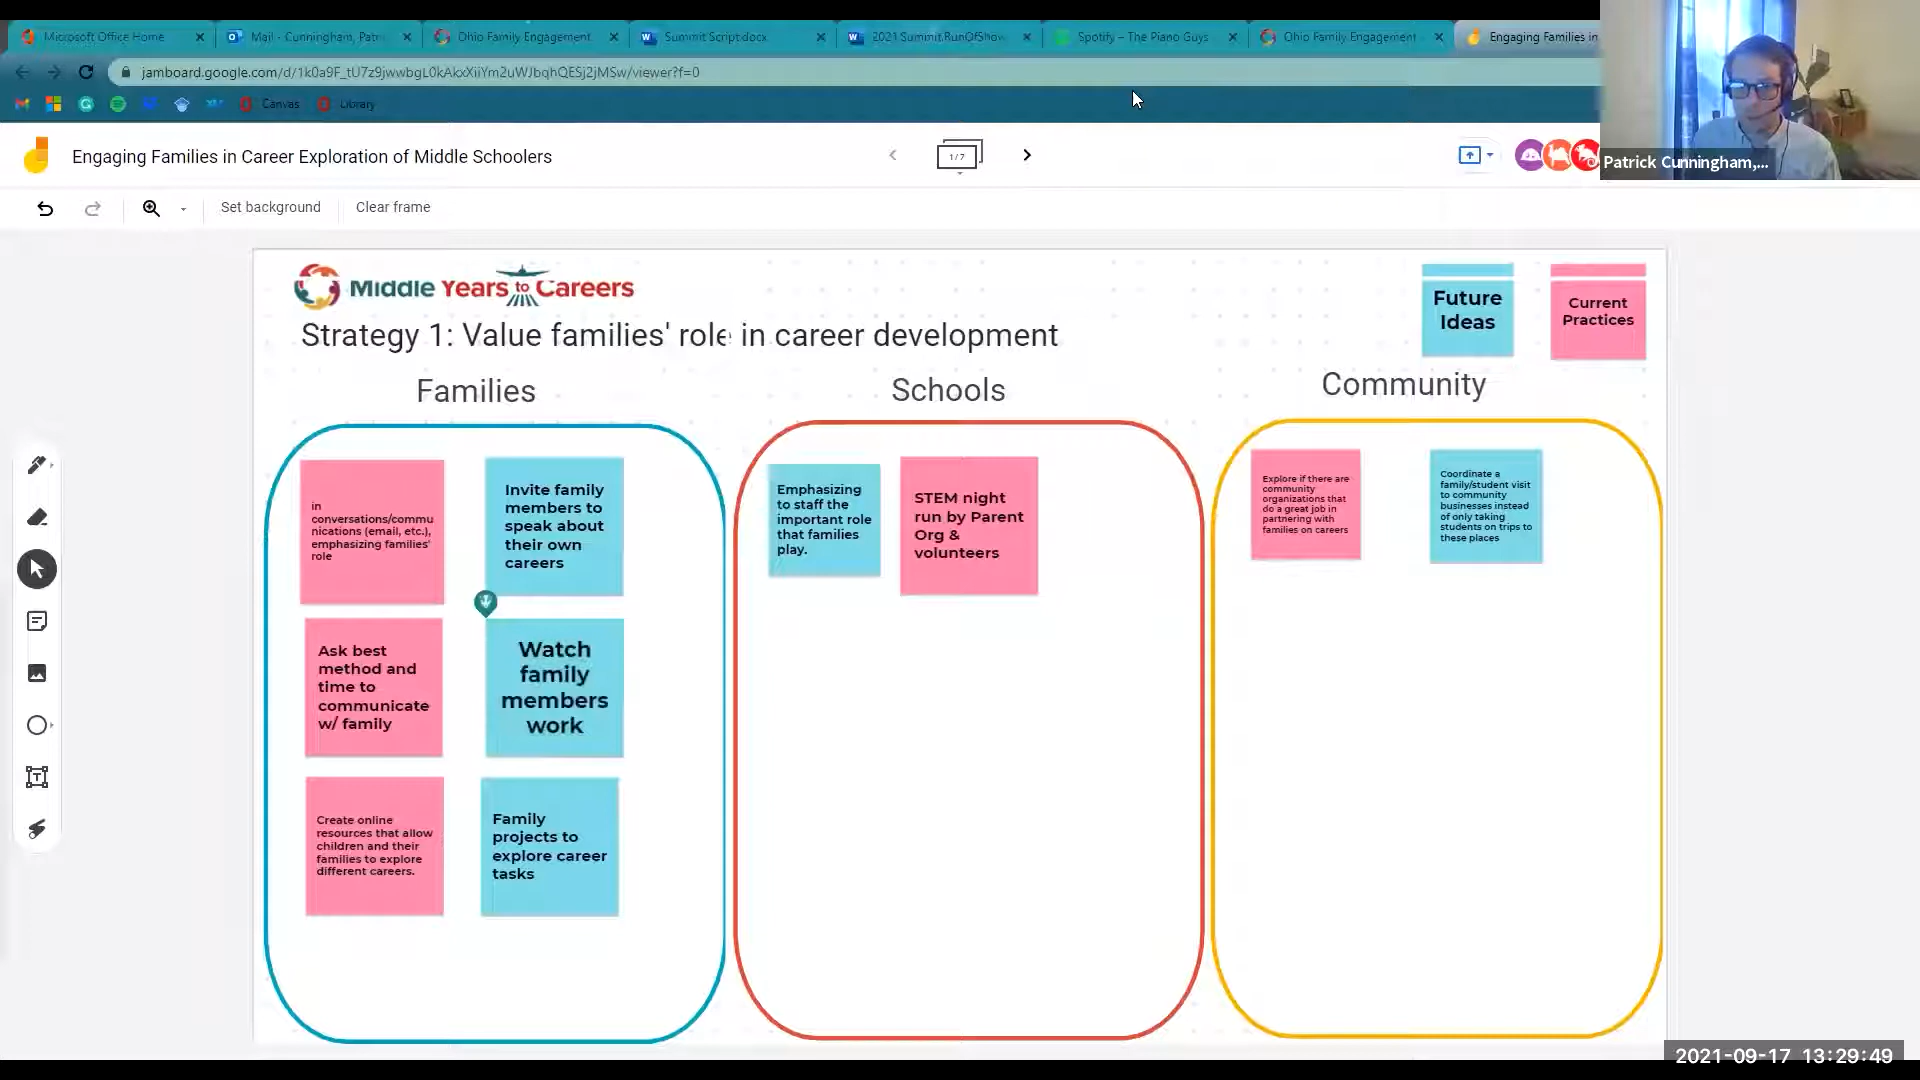 Microsoft Office Home
Mail - Cunningham, Patri
Ohio Family Engagement
Summit Script.docx
2021.Summit.RunOfShow
Spotify – The Piano Guys
Ohio Family Engagement
Engaging Families in
jamboard.google.com/d/1k0a9F_tU7z9jwwbgL0kAkxXiiYm2uWJbqhQESj2jMSw/viewer?f=0
Canvas
Library
Engaging Families in Career Exploration of Middle Schoolers
1/7
Patrick Cunningham,...
Set background
Clear frame
Middle Years to Careers
Strategy 1: Value families' role in career development
Future
Ideas
Current
Practices
Families
Schools
Community
in
conversations/commu
nications (email, etc.),
emphasizing families'
role
Invite family
members to
speak about
their own
careers
Ask best
method and
time to
communicate
w/ family
Watch
family
members
work
Create online
resources that allow
children and their
families to explore
different careers.
Family
projects to
explore career
tasks
Emphasizing
to staff the
important role
that families
play.
STEM night
run by Parent
Org &
volunteers
Explore if there are
community
organizations that
do a great job in
partnering with
families on careers
Coordinate a
family/student visit
to community
businesses instead
of only taking
students on trips to
these places
2021-09-17 13:29:49